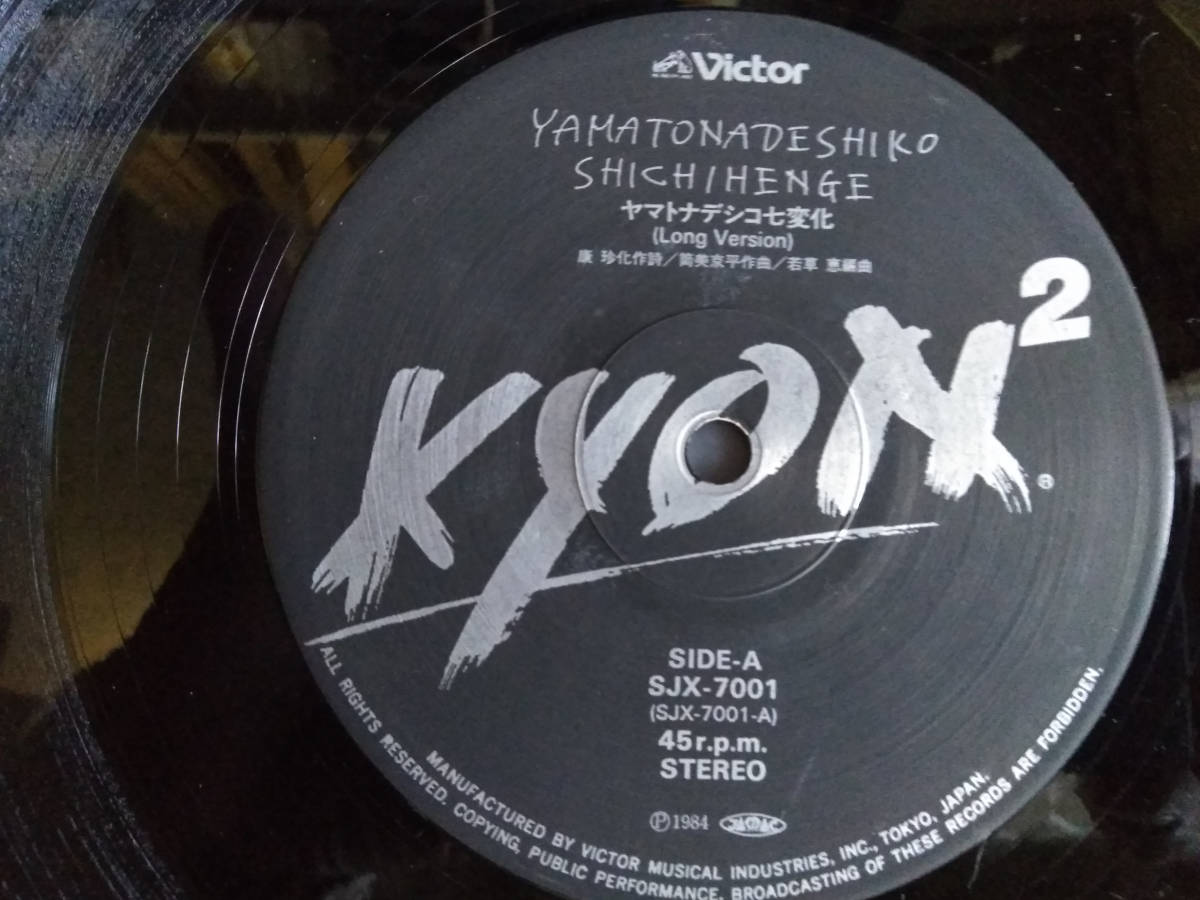 Victor
YAMATONADESHIKO
SHICHIHENGE
ヤマトナデシコ七変化
(Long Version)
康 珍化作詩／筒美京平作曲／若草 恵編曲
KYON2
®
SIDE-A
SJX-7001
(SJX-7001-A)
45r.p.m.
STEREO
Ⓟ1984 JASRAC
MANUFACTURED BY VICTOR MUSICAL INDUSTRIES, INC., TOKYO, JAPAN.
ALL RIGHTS RESERVED. COPYING, PUBLIC PERFORMANCE, BROADCASTING OF THESE RECORDS ARE FORBIDDEN.